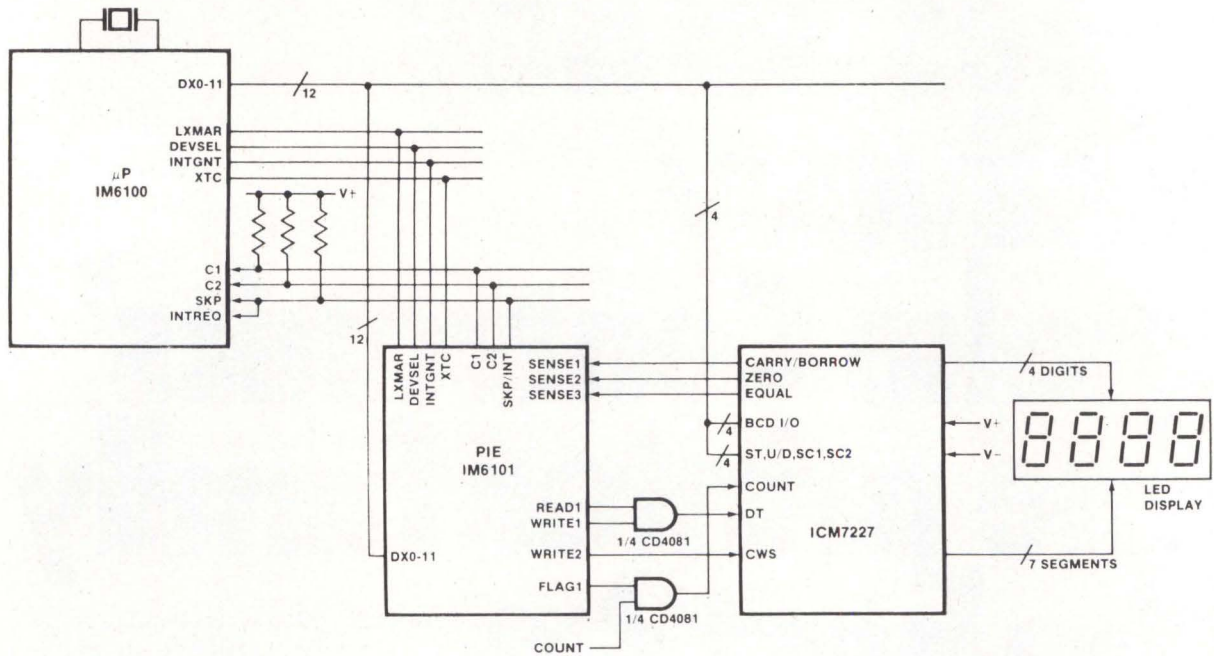 DX0-11
12
LXMAR
DEVSEL
INTGNT
XTC
µP
IM6100
V+
4
C1
C2
SKP
INTREQ
12
LXMAR
DEVSEL
INTGNT
XTC
C1
C2
SKP/INT
SENSE1
SENSE2
SENSE3
CARRY/BORROW
ZERO
EQUAL
4 DIGITS
4
BCD I/O
V+
4
ST,U/D,SC1,SC2
V-
PIE
IM6101
COUNT
LED
DISPLAY
READ1
WRITE1
1/4 CD4081
DT
ICM7227
DX0-11
WRITE2
CWS
7 SEGMENTS
FLAG1
1/4 CD4081
COUNT